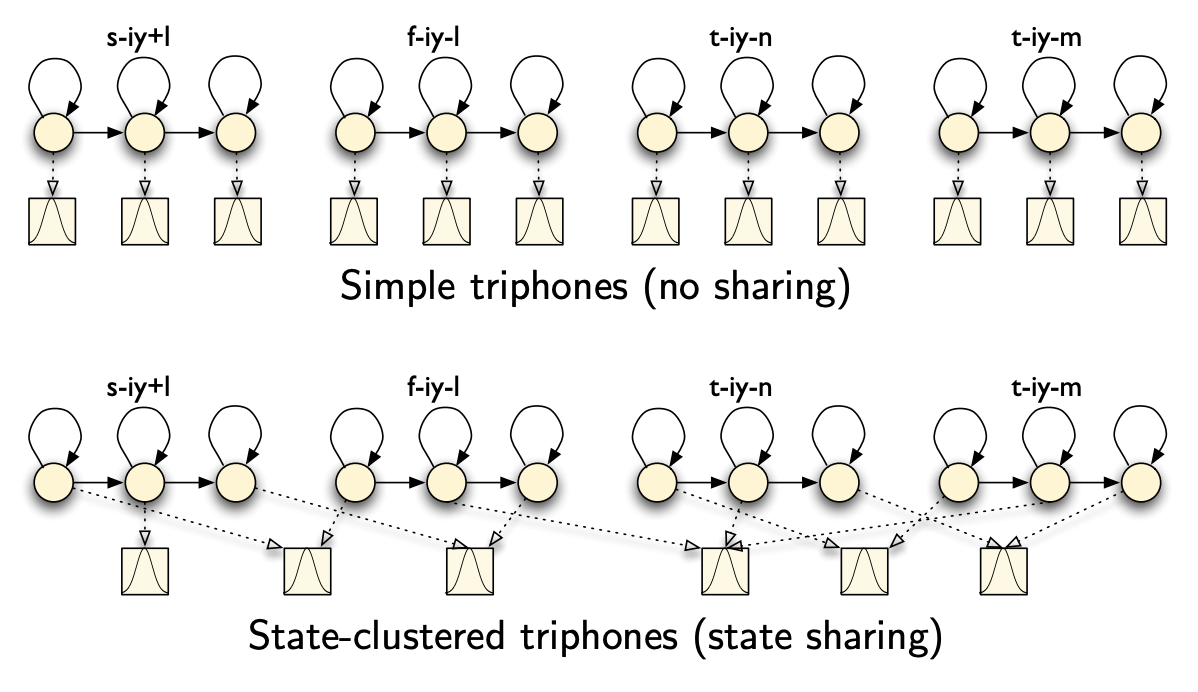 s-iy+l f-iy-l t-iy-n t-iy-m
Simple triphones (no sharing)
s-iy+l f-iy-l t-iy-n t-iy-m
State-clustered triphones (state sharing)